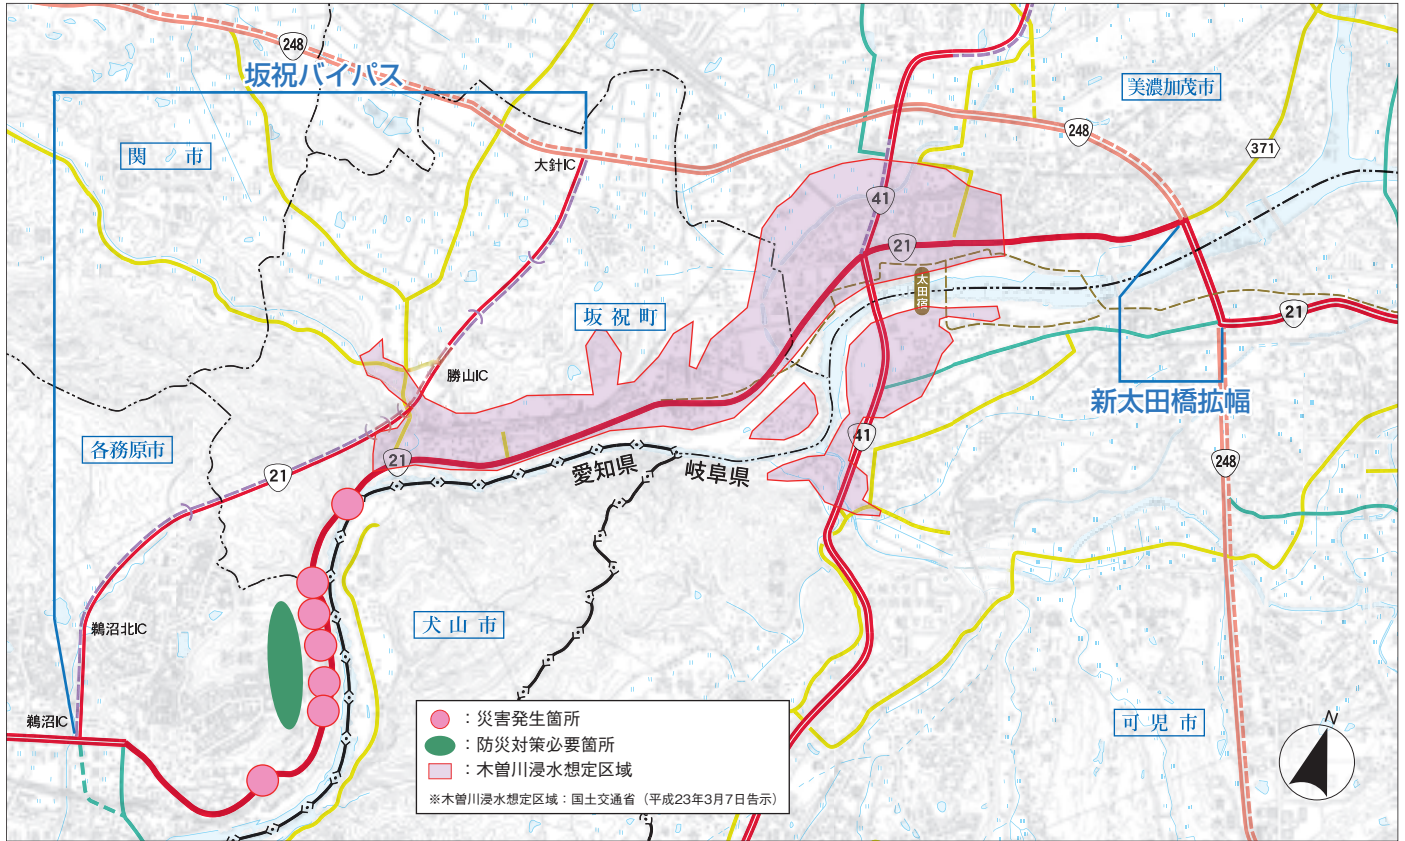 248
坂祝バイパス
美濃加茂市
248
371
関 市
大針IC
41
21
太田宿
坂祝町
21
勝山IC
新太田橋拡幅
各務原市
21
21
41
愛知県
岐阜県
248
鵜沼北IC
犬山市
鵜沼IC
可児市
N
:災害発生箇所
:防災対策必要箇所
:木曽川浸水想定区域
※木曽川浸水想定区域:国土交通省(平成23年3月7日告示)